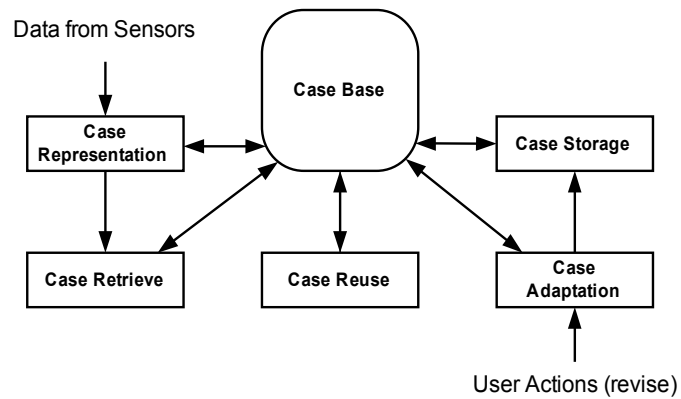 Data from Sensors
Case Base
Case
Representation
Case Storage
Case Retrieve
Case Reuse
Case
Adaptation
User Actions (revise)